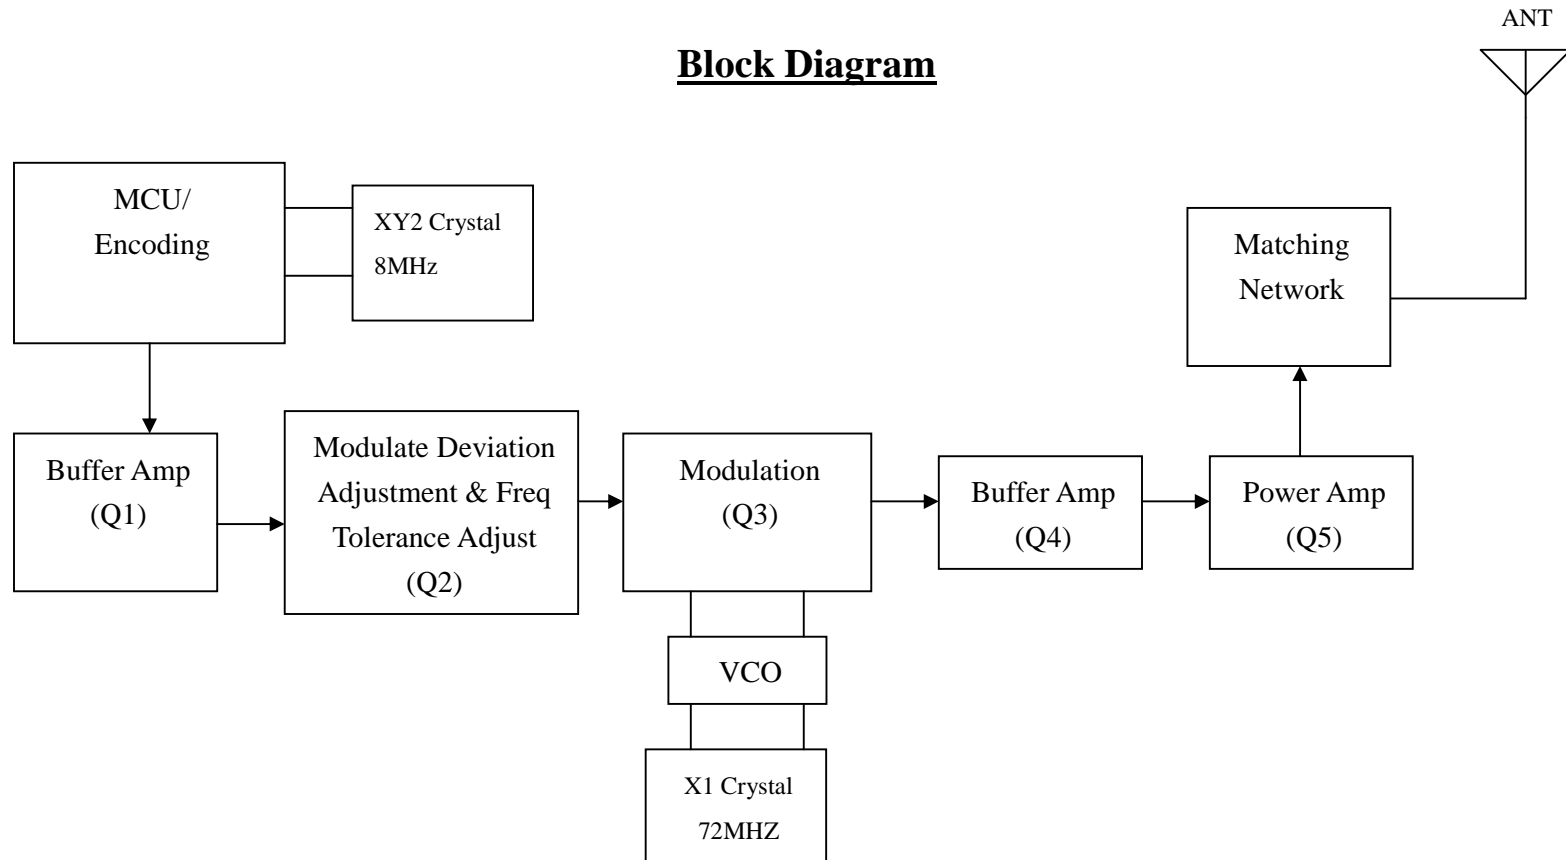 ANT
Block Diagram
MCU/
Encoding
XY2 Crystal
8MHz
Matching
Network
Buffer Amp
(Q1)
Modulate Deviation
Adjustment & Freq
Tolerance Adjust
(Q2)
Modulation
(Q3)
Buffer Amp
(Q4)
Power Amp
(Q5)
VCO
X1 Crystal
72MHZ